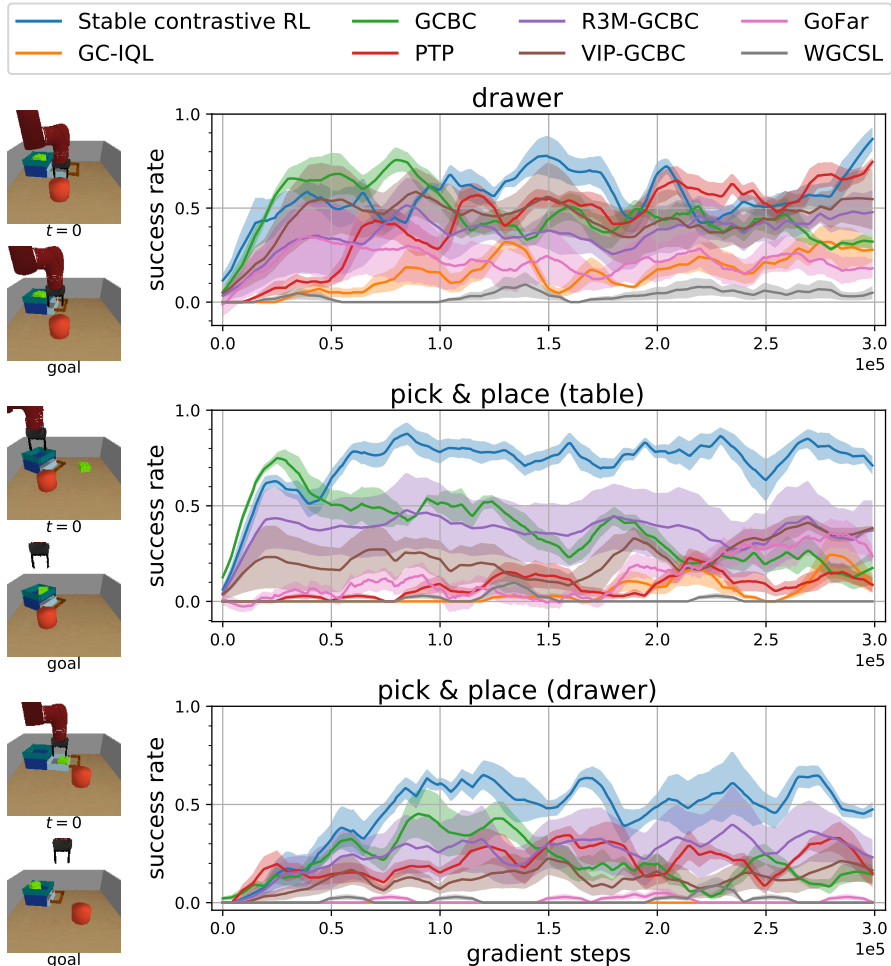 Stable contrastive RL GCBC R3M-GCBC GoFar
GC-IQL PTP VIP-GCBC WGCSL
drawer
1.0
0.5
0.0
success rate
t = 0
goal
0.0 0.5 1.0 1.5 2.0 2.5 3.0
1e5
pick & place (table)
1.0
0.5
0.0
success rate
t = 0
goal
0.0 0.5 1.0 1.5 2.0 2.5 3.0
1e5
pick & place (drawer)
1.0
0.5
0.0
success rate
t = 0
goal
0.0 0.5 1.0 1.5 2.0 2.5 3.0
1e5
gradient steps